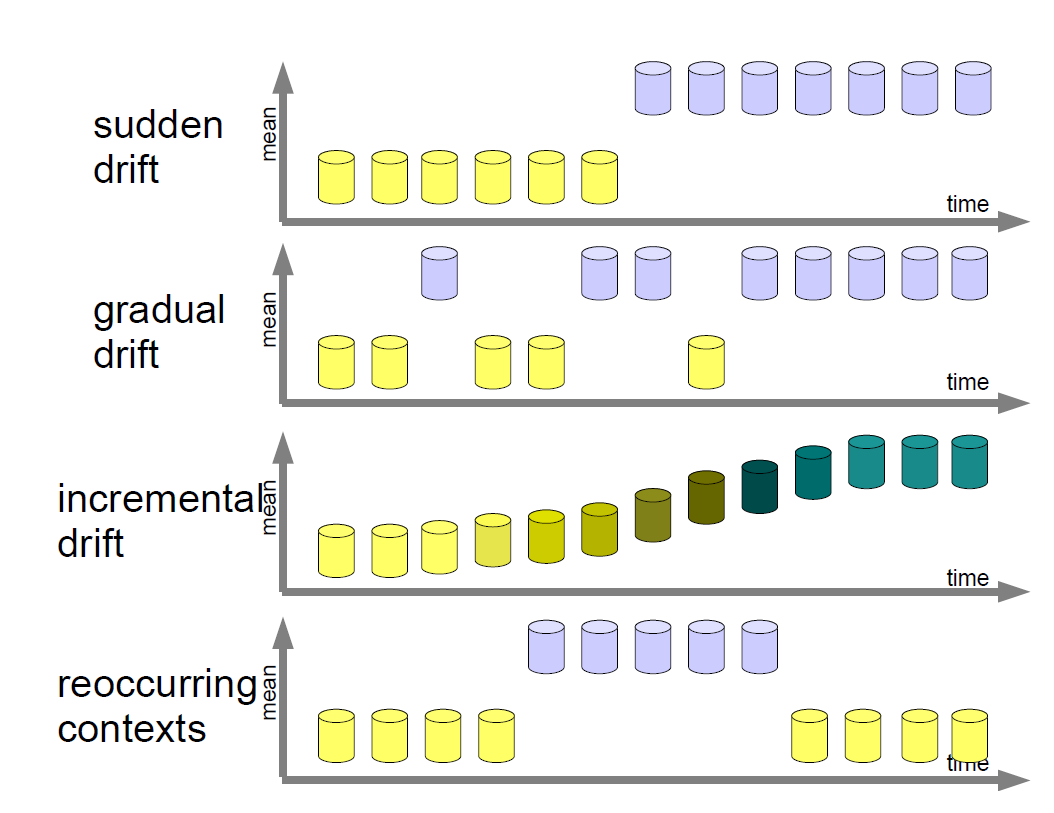 sudden
drift
mean
time
gradual
drift
mean
time
incremental
drift
mean
time
reoccurring
contexts
mean
time